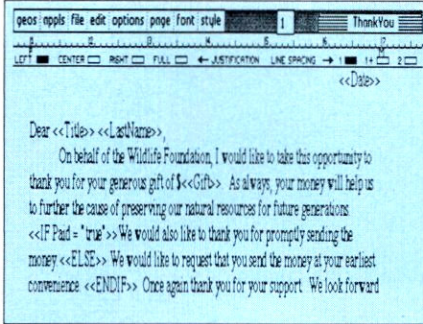 geos appls file edit options page font style 1 ThankYou
LEFT CENTER RIGHT FULL ← JUSTIFICATION LINE SPACING → 1 1+ 2
<<Date>>
Dear <<Title>> <<LastName>>,
On behalf of the Wildlife Foundation, I would like to take this opportunity to
thank you for your generous gift of $<<Gift>>. As always, your money will help us
to further the cause of preserving our natural resources for future generations.
<<IF Paid = "true">> We would also like to thank you for promptly sending the
money <<ELSE>> We would like to request that you send the money at your earliest
convenience. <<ENDIF>> Once again thank you for your support. We look forward